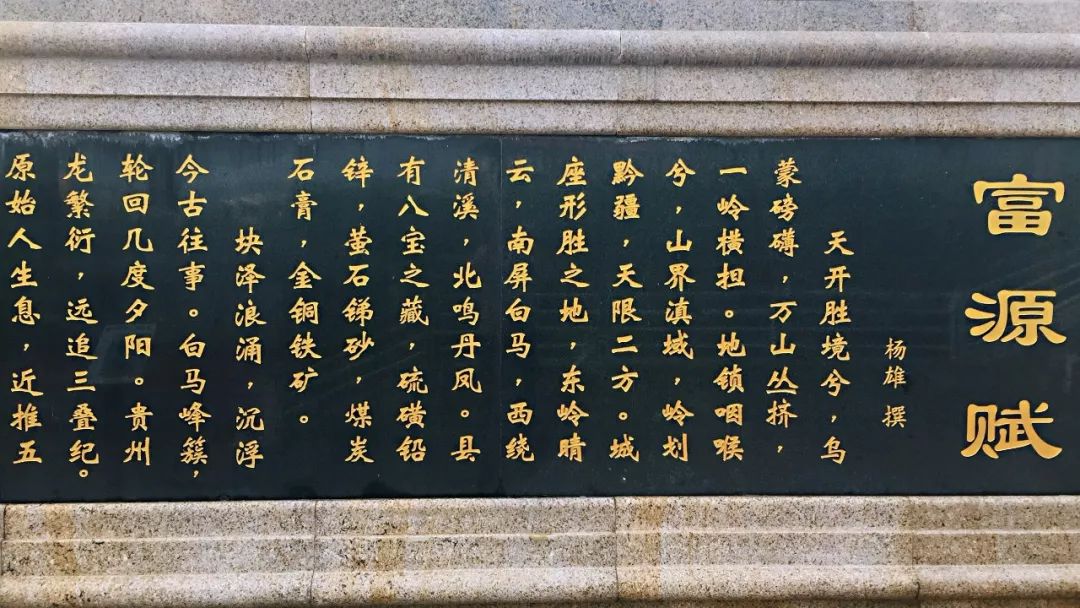 富源赋
杨雄 撰
天开胜境兮，乌
蒙磅礴，万山丛挤，
一岭横担。地锁咽喉
兮，山界滇域，岭划
黔疆，天限二方。城
座形胜之地，东岭晴
云，南屏白马，西绕
清溪，北鸣丹凤。县
有八宝之藏，硫磺铅
锌，萤石锑砂，煤炭
石膏，金铜铁矿。
块泽浪涌，沉浮
今古往事。白马峰簇，
轮回几度夕阳。贵州
龙繁衍，远追三叠纪。
原始人生息，近推五